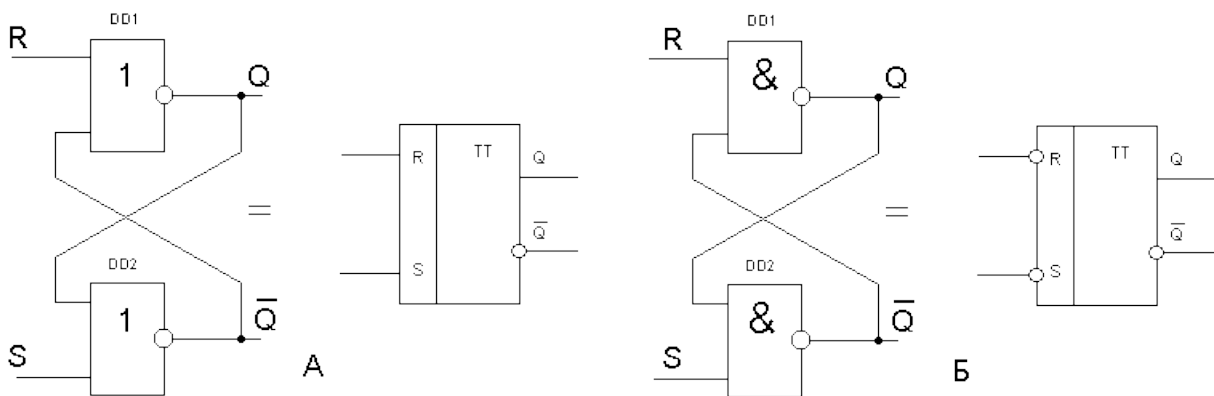 DD1
R
1
Q
R
TT
Q
=
Q̅
S
DD2
1
Q̅
S
А
DD1
R
&
Q
R
TT
Q
=
Q̅
S
DD2
&
Q̅
S
Б